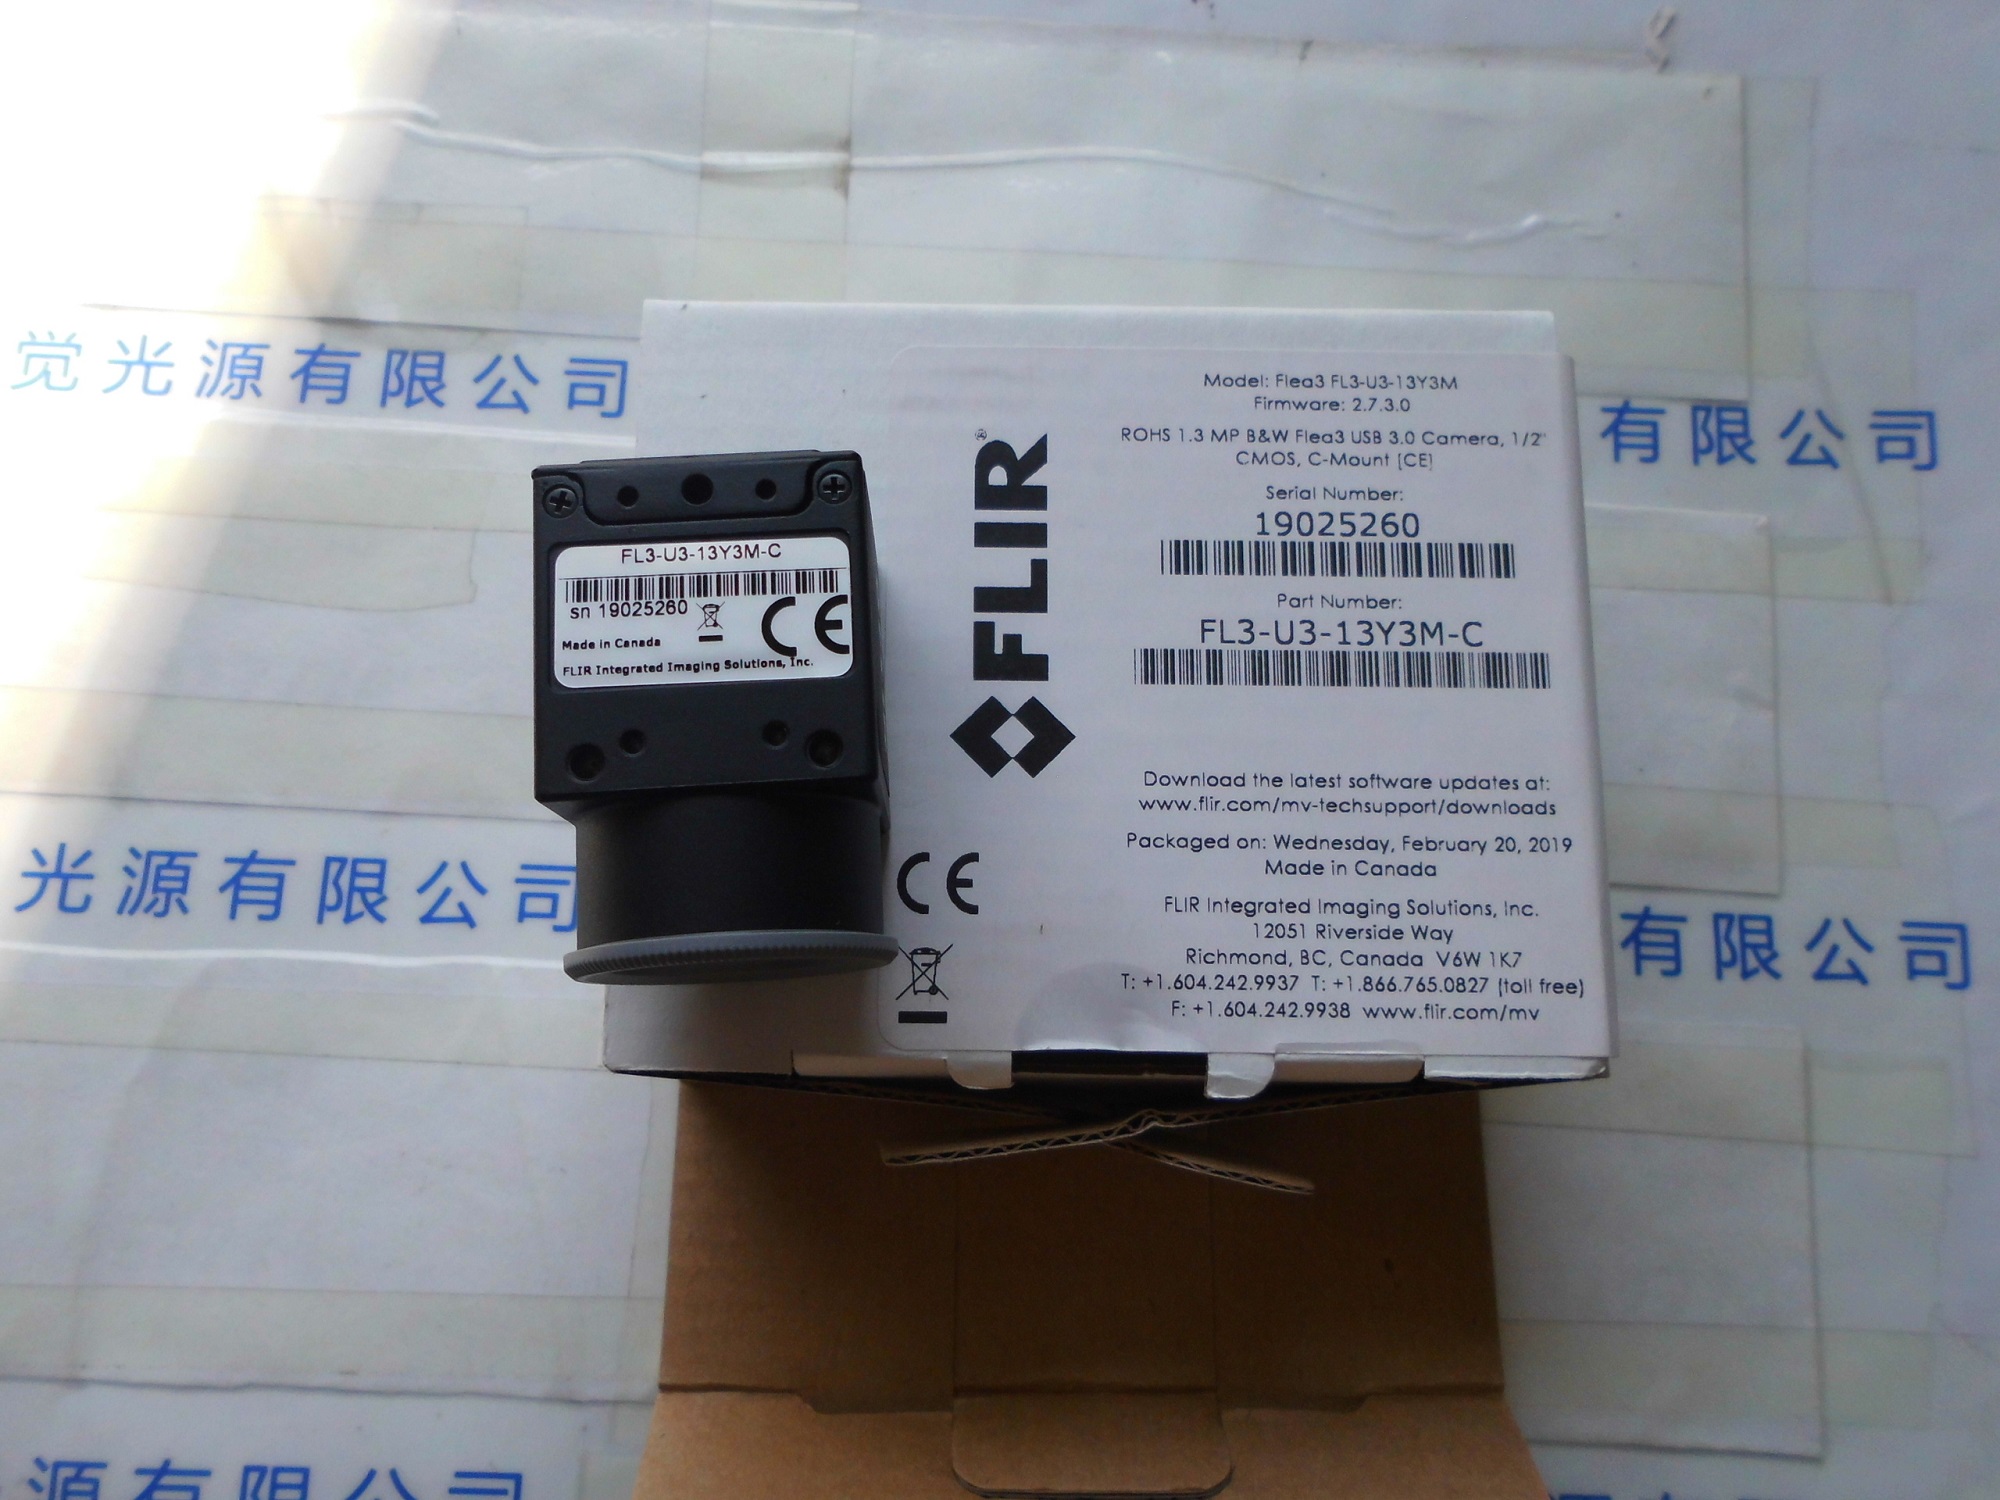 觉光源有限公司
有限公司
光源有限公司
有限公司
源有限公司
FL3-U3-13Y3M-C
sn 19025260
CE
Made in Canada
FLIR Integrated Imaging Solutions, Inc.
FLIR®
Model: Flea3 FL3-U3-13Y3M
Firmware: 2.7.3.0
ROHS 1.3 MP B&W Flea3 USB 3.0 Camera, 1/2"
CMOS, C-Mount [CE]
Serial Number:
19025260
Part Number:
FL3-U3-13Y3M-C
Download the latest software updates at:
www.flir.com/mv-techsupport/downloads
Packaged on: Wednesday, February 20, 2019
Made in Canada
FLIR Integrated Imaging Solutions, Inc.
12051 Riverside Way
Richmond, BC, Canada V6W 1K7
T: +1.604.242.9937 T: +1.866.765.0827 (toll free)
F: +1.604.242.9938 www.flir.com/mv
CE